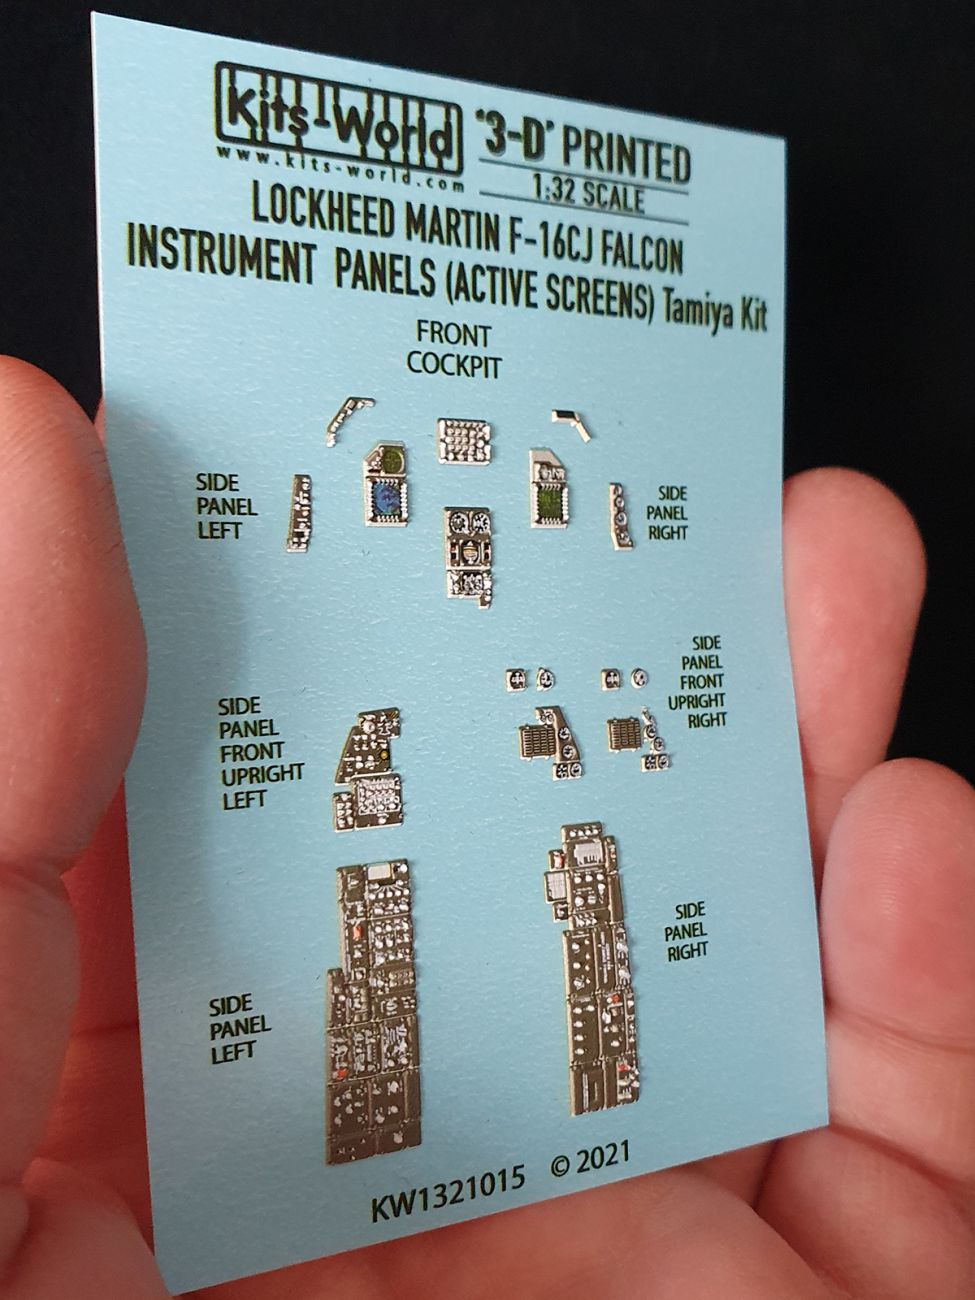 Kits-World
www.kits-world.com
"3-D" PRINTED
1:32 SCALE
LOCKHEED MARTIN F-16CJ FALCON
INSTRUMENT PANELS (ACTIVE SCREENS) Tamiya Kit
FRONT
COCKPIT
SIDE
PANEL
LEFT
SIDE
PANEL
RIGHT
SIDE
PANEL
FRONT
UPRIGHT
RIGHT
SIDE
PANEL
FRONT
UPRIGHT
LEFT
SIDE
PANEL
RIGHT
SIDE
PANEL
LEFT
KW1321015 © 2021